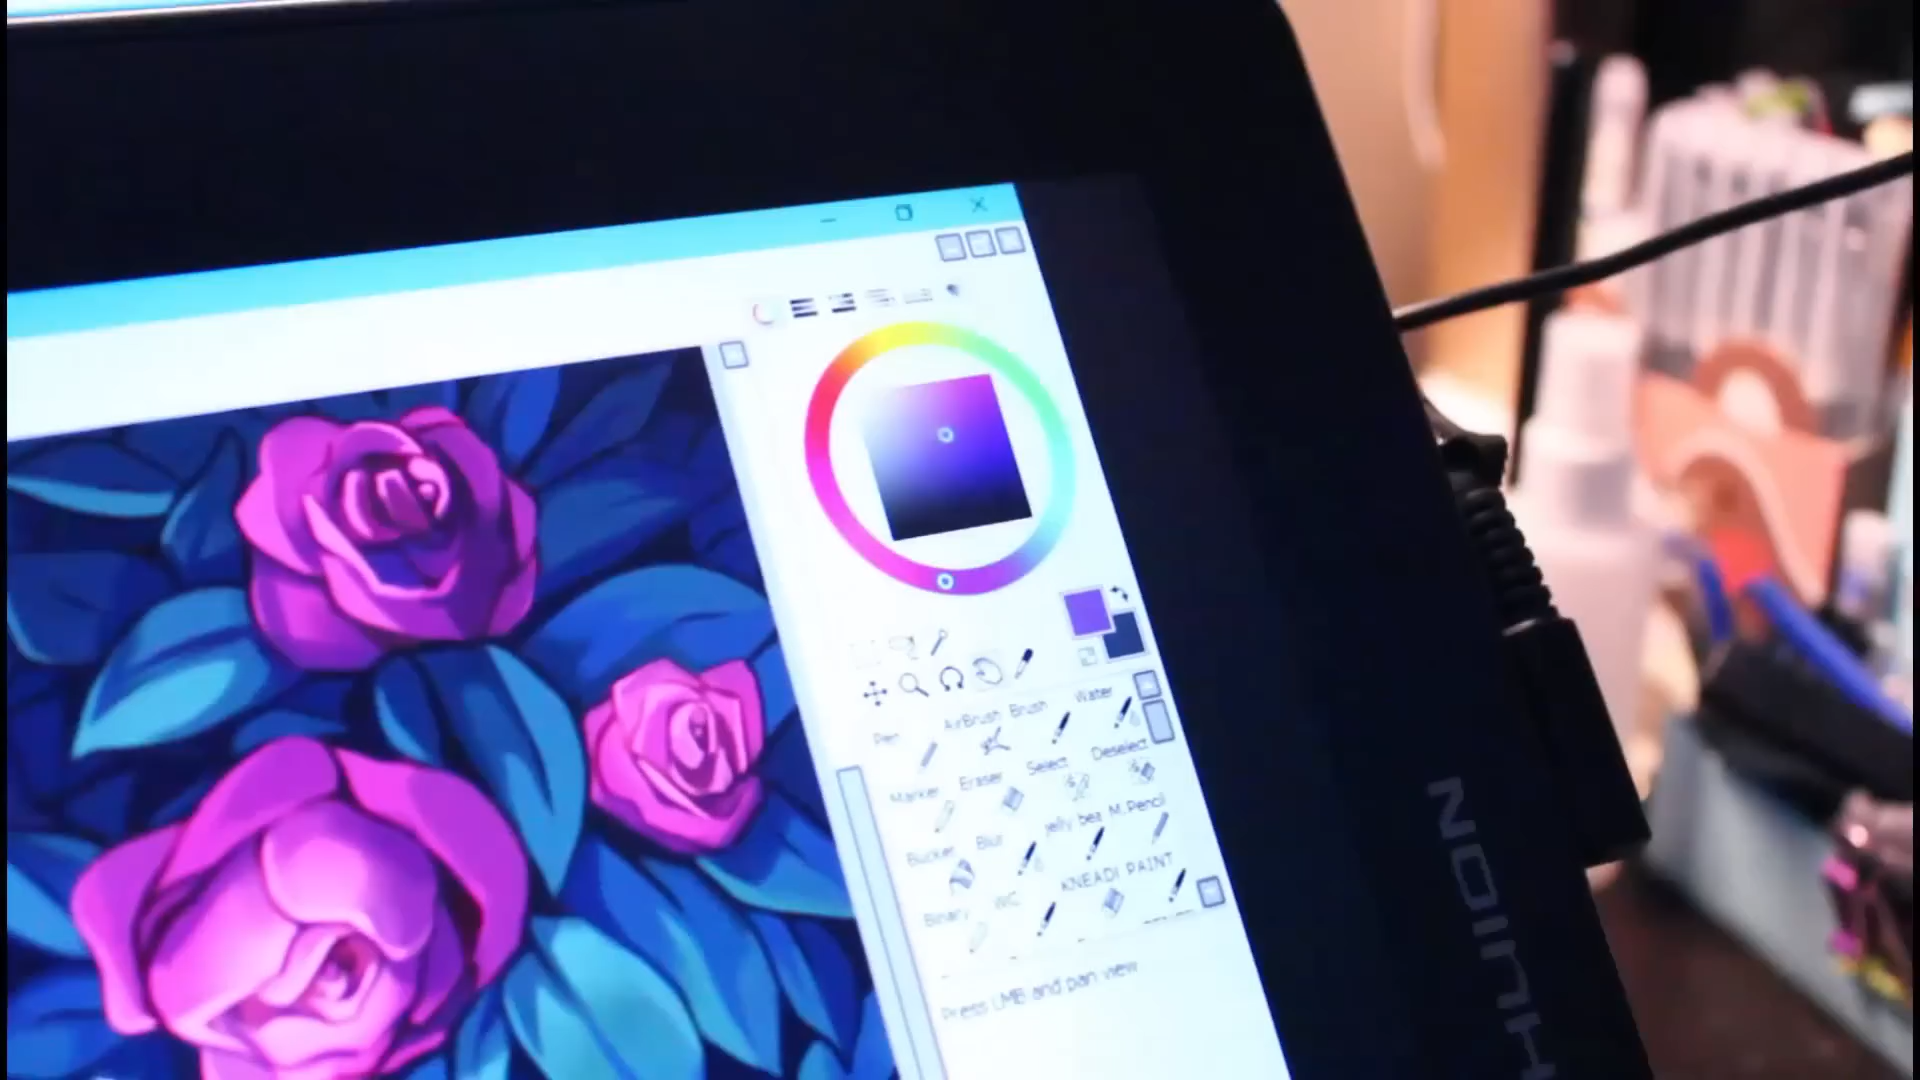 Pen AirBrush Brush Water
Marker Eraser Select Deselect
Bucker Blur jelly bea M.Pencil
Binary WC KNEADI PAINT
Press LMB and pan view
HUION